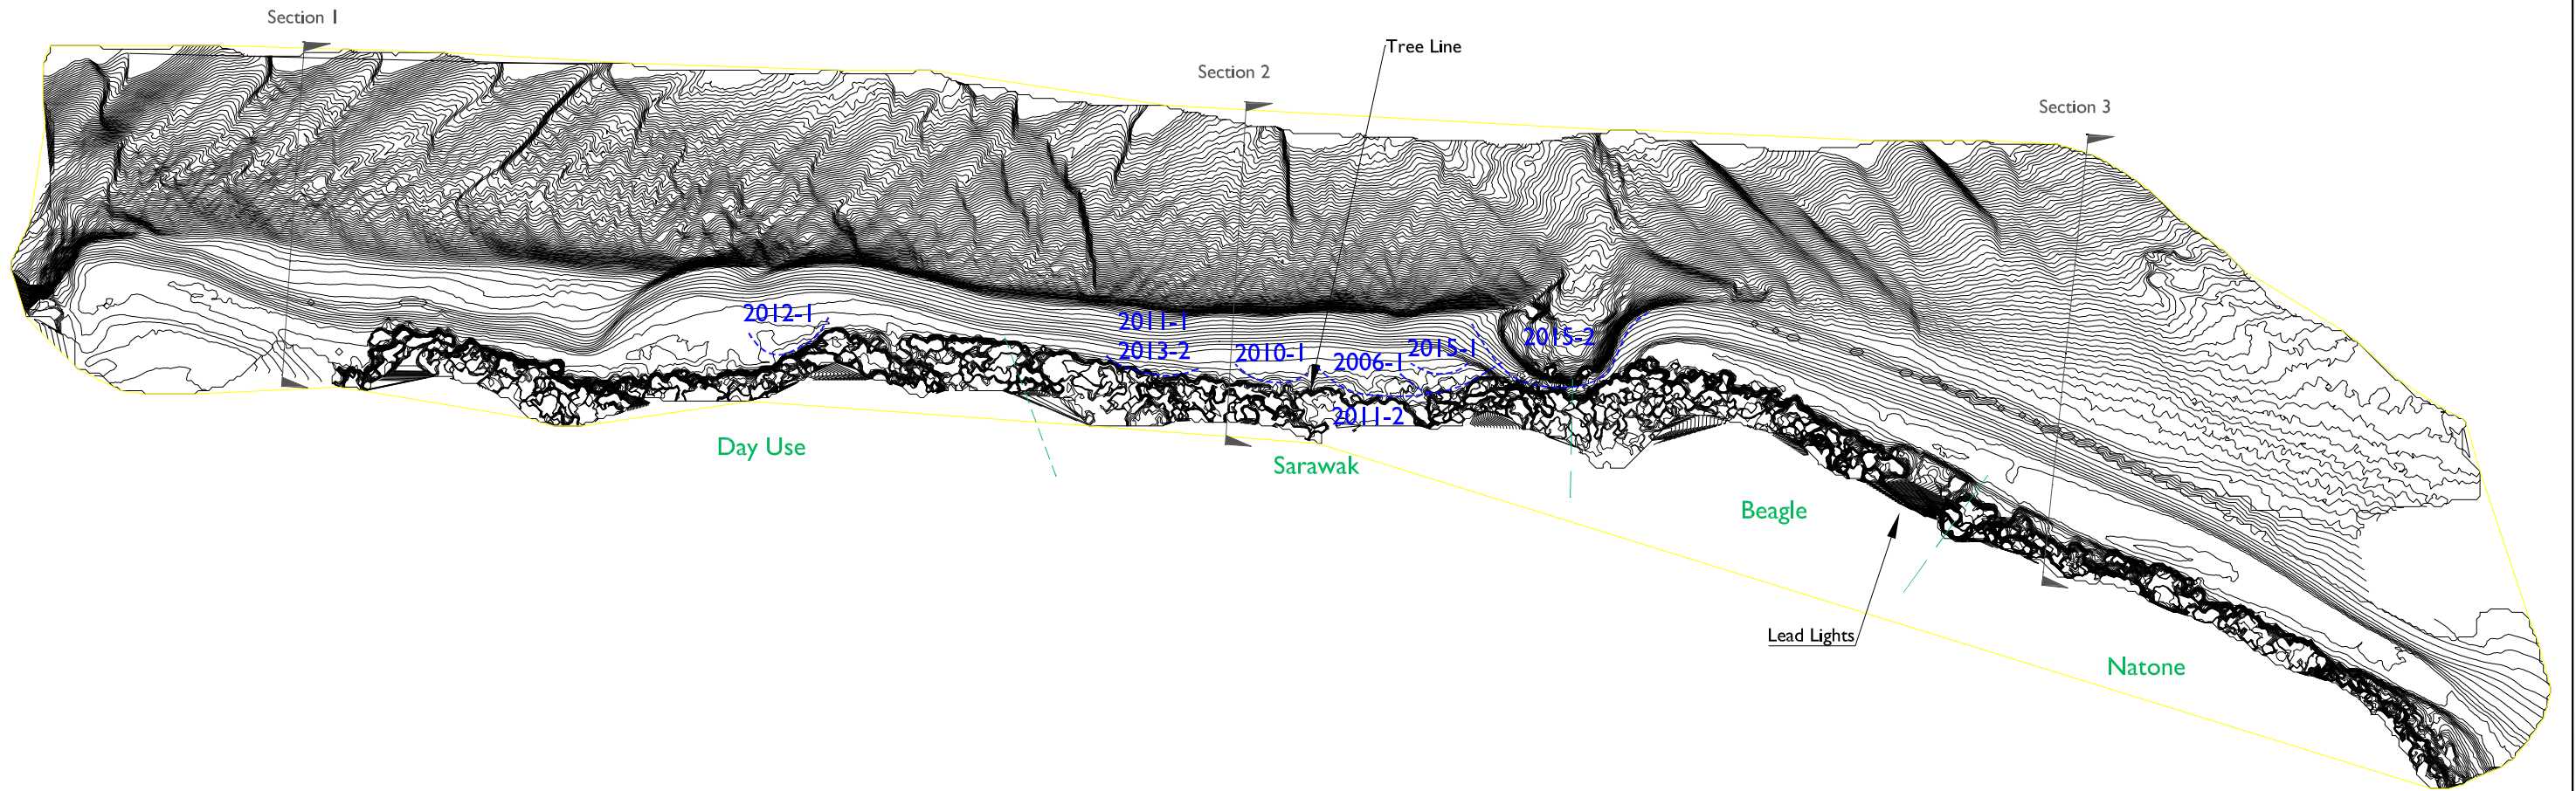 Section 1
Tree Line
Section 2
Section 3
2012-1
2011-1
2013-2
2010-1
2006-1
2015-1
2015-2
2011-2
Day Use
Sarawak
Beagle
Lead Lights
Natone